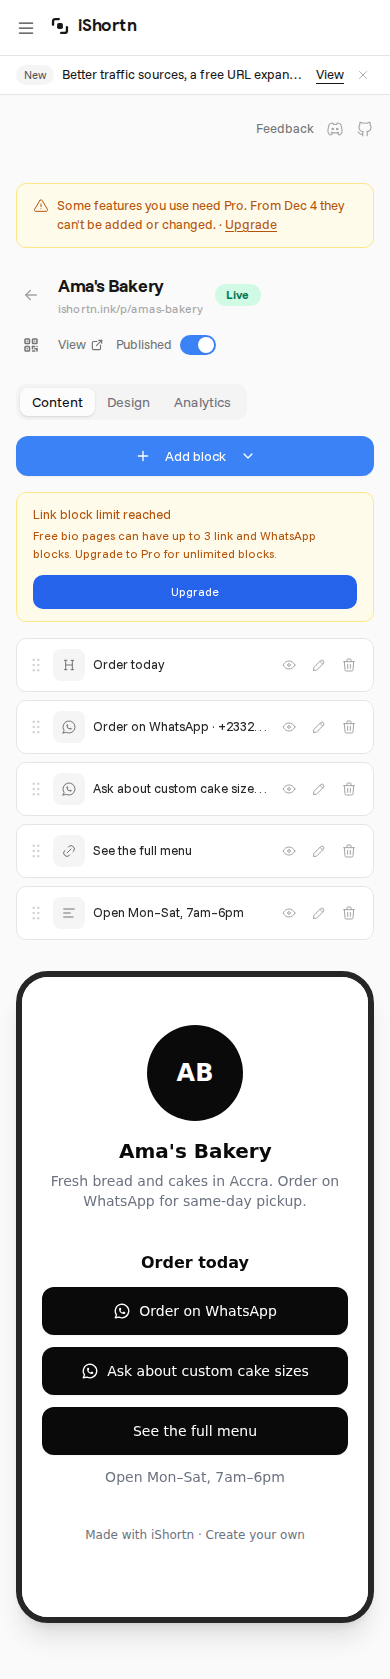 iShortn
New Better traffic sources, a free URL expan... View
Feedback
Some features you use need Pro. From Dec 4 they
can't be added or changed. · Upgrade
Ama's Bakery
Live
ishortn.ink/p/amas-bakery
View Published
Content Design Analytics
Add block
Link block limit reached
Free bio pages can have up to 3 link and WhatsApp
blocks. Upgrade to Pro for unlimited blocks.
Upgrade
Order today
Order on WhatsApp · +2332...
Ask about custom cake size...
See the full menu
Open Mon–Sat, 7am–6pm
AB
Ama's Bakery
Fresh bread and cakes in Accra. Order on
WhatsApp for same-day pickup.
Order today
Order on WhatsApp
Ask about custom cake sizes
See the full menu
Open Mon–Sat, 7am–6pm
Made with iShortn · Create your own